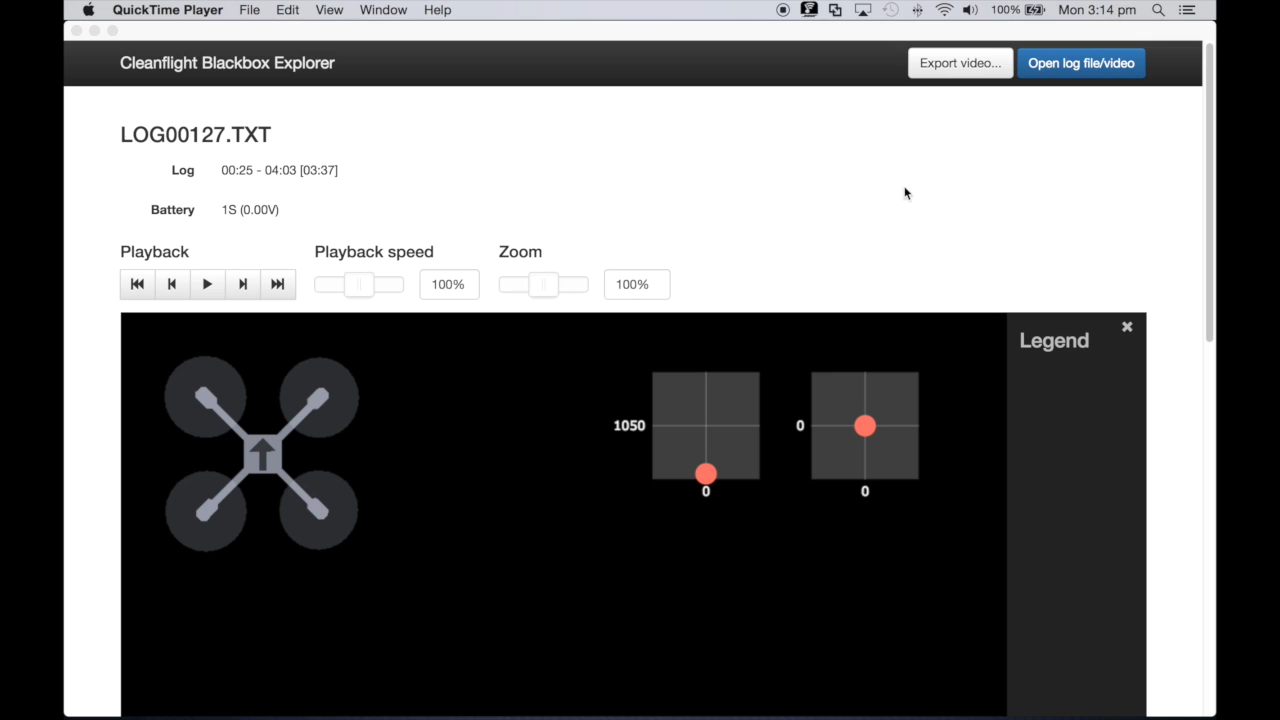 QuickTime Player File Edit View Window Help 100% Mon 3:14 pm
Cleanflight Blackbox Explorer Export video... Open log file/video
LOG00127.TXT
Log 00:25 - 04:03 [03:37]
Battery 1S (0.00V)
Playback Playback speed Zoom
100% 100%
Legend
1050 0
0 0